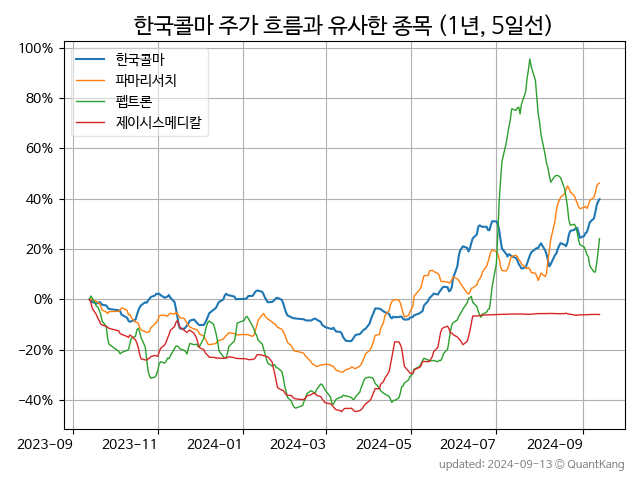 한국콜마 주가 흐름과 유사한 종목 (1년, 5일선)
100%
80%
60%
40%
20%
0%
−20%
−40%
한국콜마
파마리서치
펩트론
제이시스메디칼
2023-09
2023-11
2024-01
2024-03
2024-05
2024-07
2024-09
updated: 2024-09-13 © QuantKang